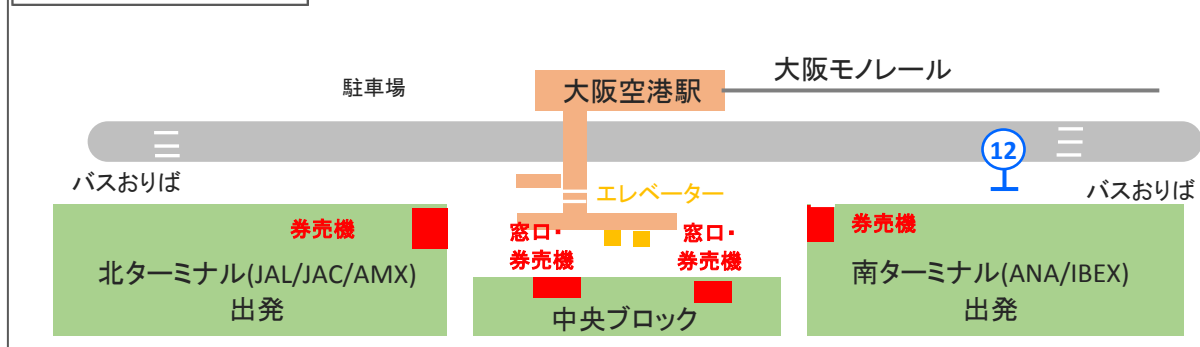 大阪モノレール
駐車場
大阪空港駅
12
バスおりば
エレベーター
バスおりば
券売機
窓口・
券売機
窓口・
券売機
券売機
北ターミナル(JAL/JAC/AMX)
出発
中央ブロック
南ターミナル(ANA/IBEX)
出発